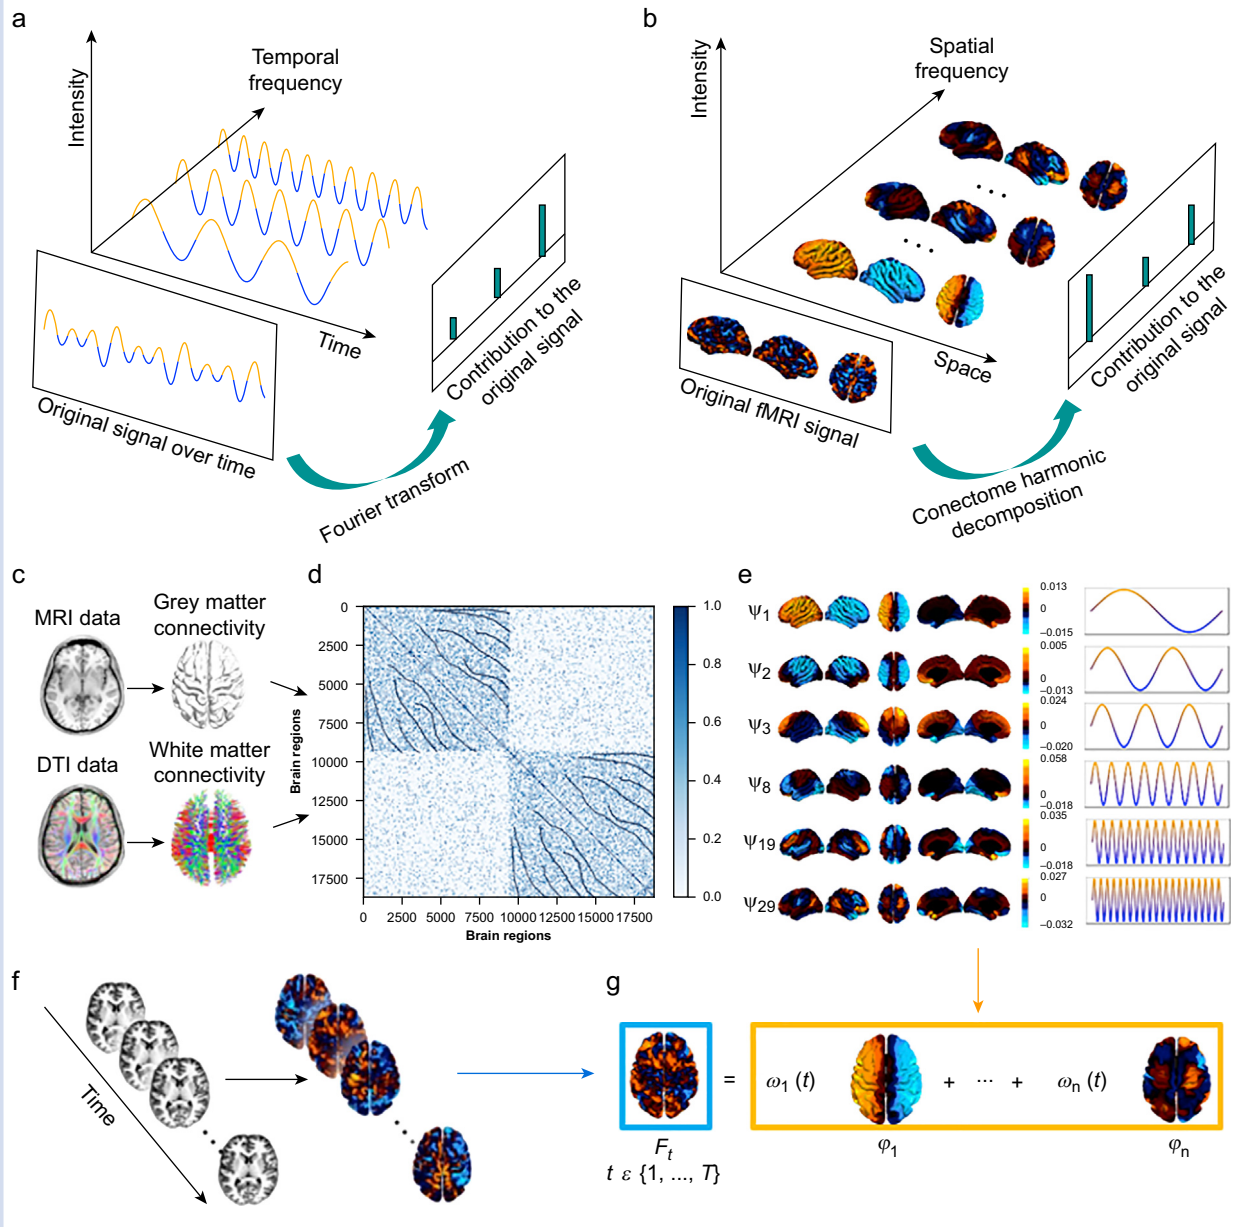 a
Intensity
Temporal
frequency
Time
Original signal over time
Contribution to the
original signal
Fourier transform
b
Intensity
Spatial
frequency
Space
Original fMRI signal
Contribution to the
original signal
Conectome harmonic
decomposition
c
MRI data
Grey matter
connectivity
DTI data
White matter
connectivity
d
Brain regions
0
2500
5000
7500
10000
12500
15000
17500
0 2500 5000 7500 10000 12500 15000 17500
Brain regions
1.0
0.8
0.6
0.4
0.2
0.0
e
ψ1
0.013
0
−0.015
ψ2
0.005
0
−0.013
ψ3
0.024
0
−0.020
ψ8
0.058
0
−0.018
ψ19
0.035
0
−0.018
ψ29
0.027
0
−0.032
f
Time
g
= ω1 (t) + ··· + ωn (t)
Ft
t ε {1, ..., T}
φ1
φn